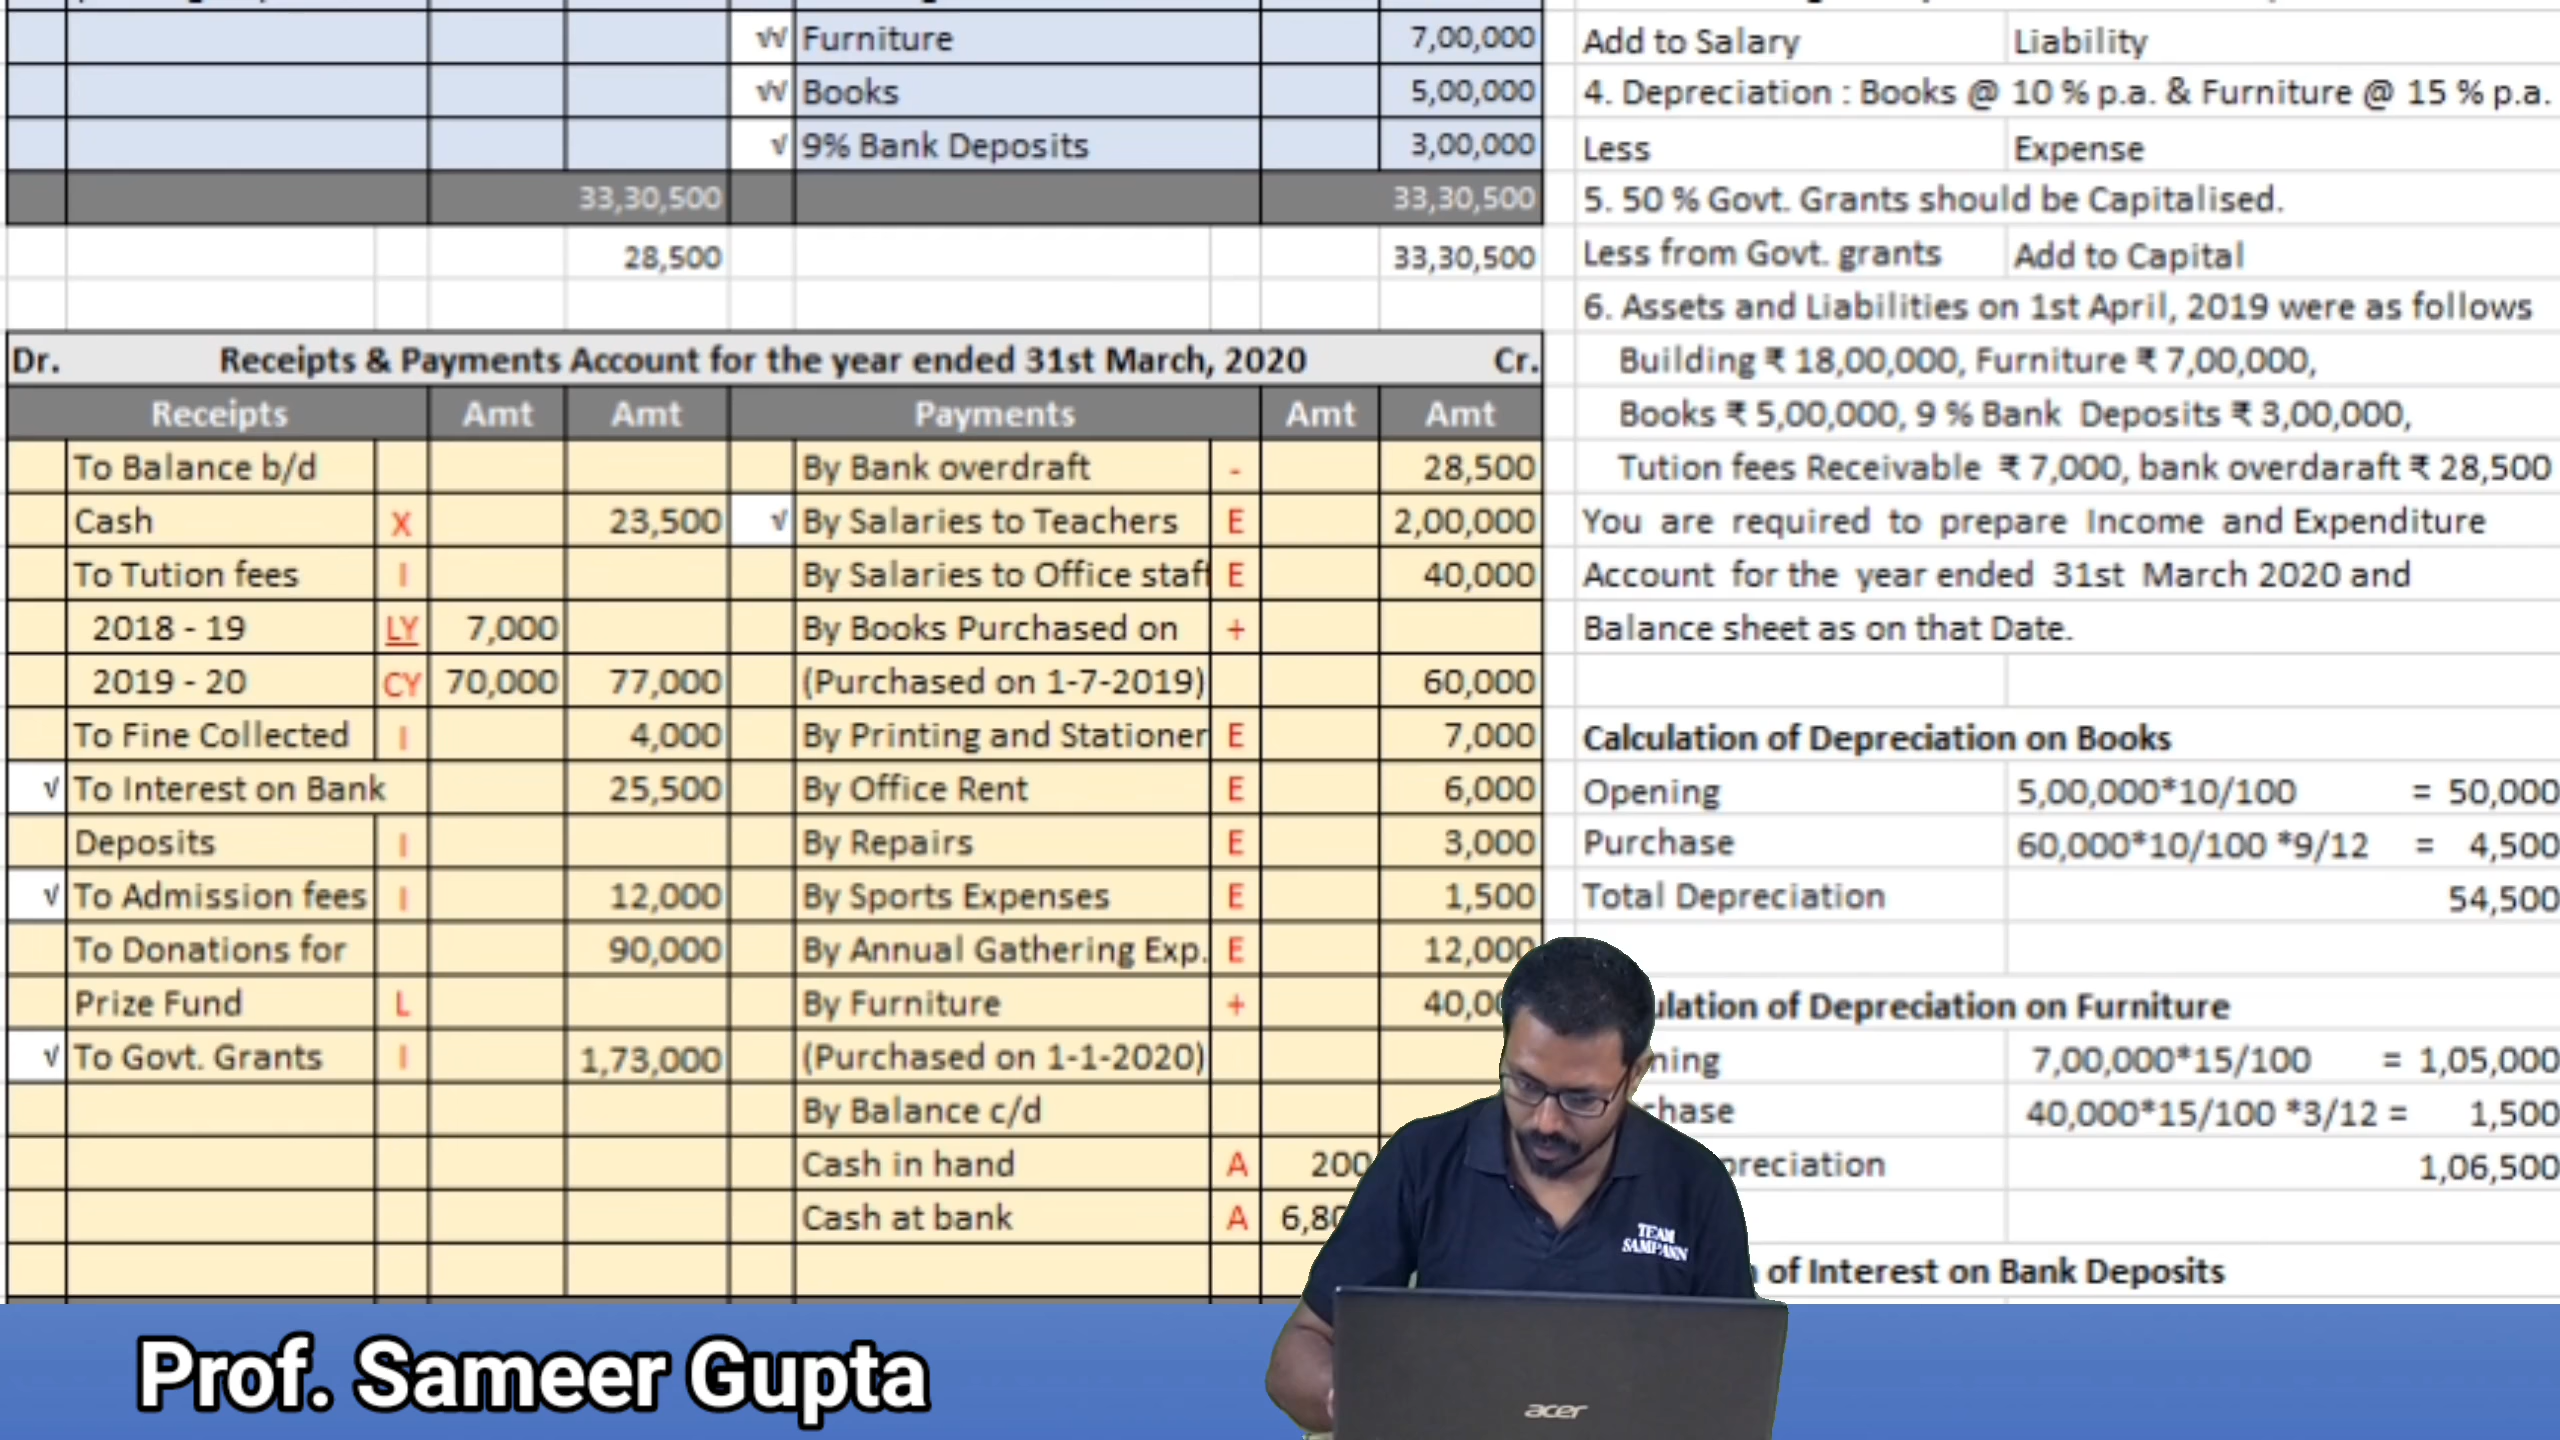 √√ Furniture 7,00,000
√√ Books 5,00,000
√ 9% Bank Deposits 3,00,000
33,30,500 33,30,500
28,500 33,30,500
Dr. Receipts & Payments Account for the year ended 31st March, 2020 Cr.
Receipts Amt Amt Payments Amt Amt
To Balance b/d By Bank overdraft - 28,500
Cash X 23,500 √ By Salaries to Teachers E 2,00,000
To Tution fees I By Salaries to Office staff E 40,000
2018 - 19 LY 7,000 By Books Purchased on +
2019 - 20 CY 70,000 77,000 (Purchased on 1-7-2019) 60,000
To Fine Collected I 4,000 By Printing and Stationer E 7,000
√ To Interest on Bank 25,500 By Office Rent E 6,000
Deposits I By Repairs E 3,000
√ To Admission fees I 12,000 By Sports Expenses E 1,500
To Donations for 90,000 By Annual Gathering Exp. E 12,000
Prize Fund L By Furniture + 40,00
√ To Govt. Grants I 1,73,000 (Purchased on 1-1-2020)
By Balance c/d
Cash in hand A 200
Cash at bank A 6,80
Add to Salary Liability
4. Depreciation : Books @ 10 % p.a. & Furniture @ 15 % p.a.
Less Expense
5. 50 % Govt. Grants should be Capitalised.
Less from Govt. grants Add to Capital
6. Assets and Liabilities on 1st April, 2019 were as follows
Building ₹ 18,00,000, Furniture ₹ 7,00,000,
Books ₹ 5,00,000, 9 % Bank Deposits ₹ 3,00,000,
Tution fees Receivable ₹ 7,000, bank overdaraft ₹ 28,500
You are required to prepare Income and Expenditure
Account for the year ended 31st March 2020 and
Balance sheet as on that Date.
Calculation of Depreciation on Books
Opening 5,00,000*10/100 = 50,000
Purchase 60,000*10/100 *9/12 = 4,500
Total Depreciation 54,500
ulation of Depreciation on Furniture
ning 7,00,000*15/100 = 1,05,000
chase 40,000*15/100 *3/12 = 1,500
preciation 1,06,500
of Interest on Bank Deposits
TEAM
SAMPANN
acer
Prof. Sameer Gupta